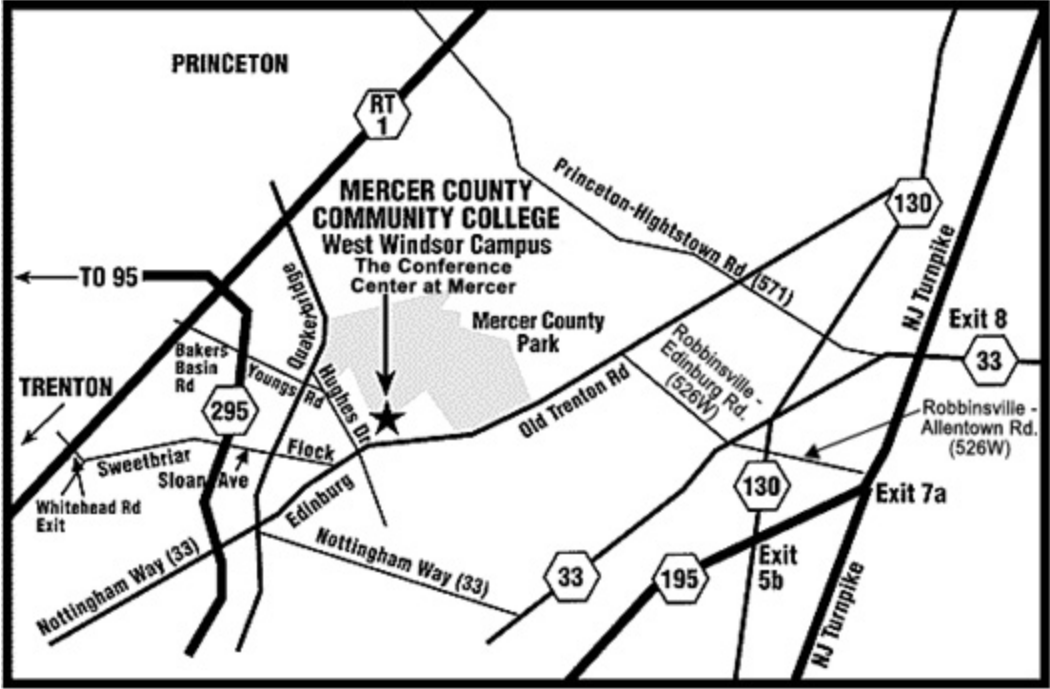 PRINCETON
RT
1
MERCER COUNTY
COMMUNITY COLLEGE
West Windsor Campus
The Conference
Center at Mercer
Princeton-Hightstown Rd. (571)
130
NJ Turnpike
TO 95
Quakerbridge
Mercer County
Park
Exit 8
33
Bakers
Basin
Rd
Youngs Rd
Hughes Dr
TRENTON
295
Old Trenton Rd
Robbinsville -
Edinburg Rd.
(526W)
Robbinsville -
Allentown Rd.
(526W)
Sweetbriar
Flock
Sloan Ave
Whitehead Rd
Exit
Edinburg
130
Exit 7a
Nottingham Way (33)
Nottingham Way (33)
33
195
Exit
5b
NJ Turnpike